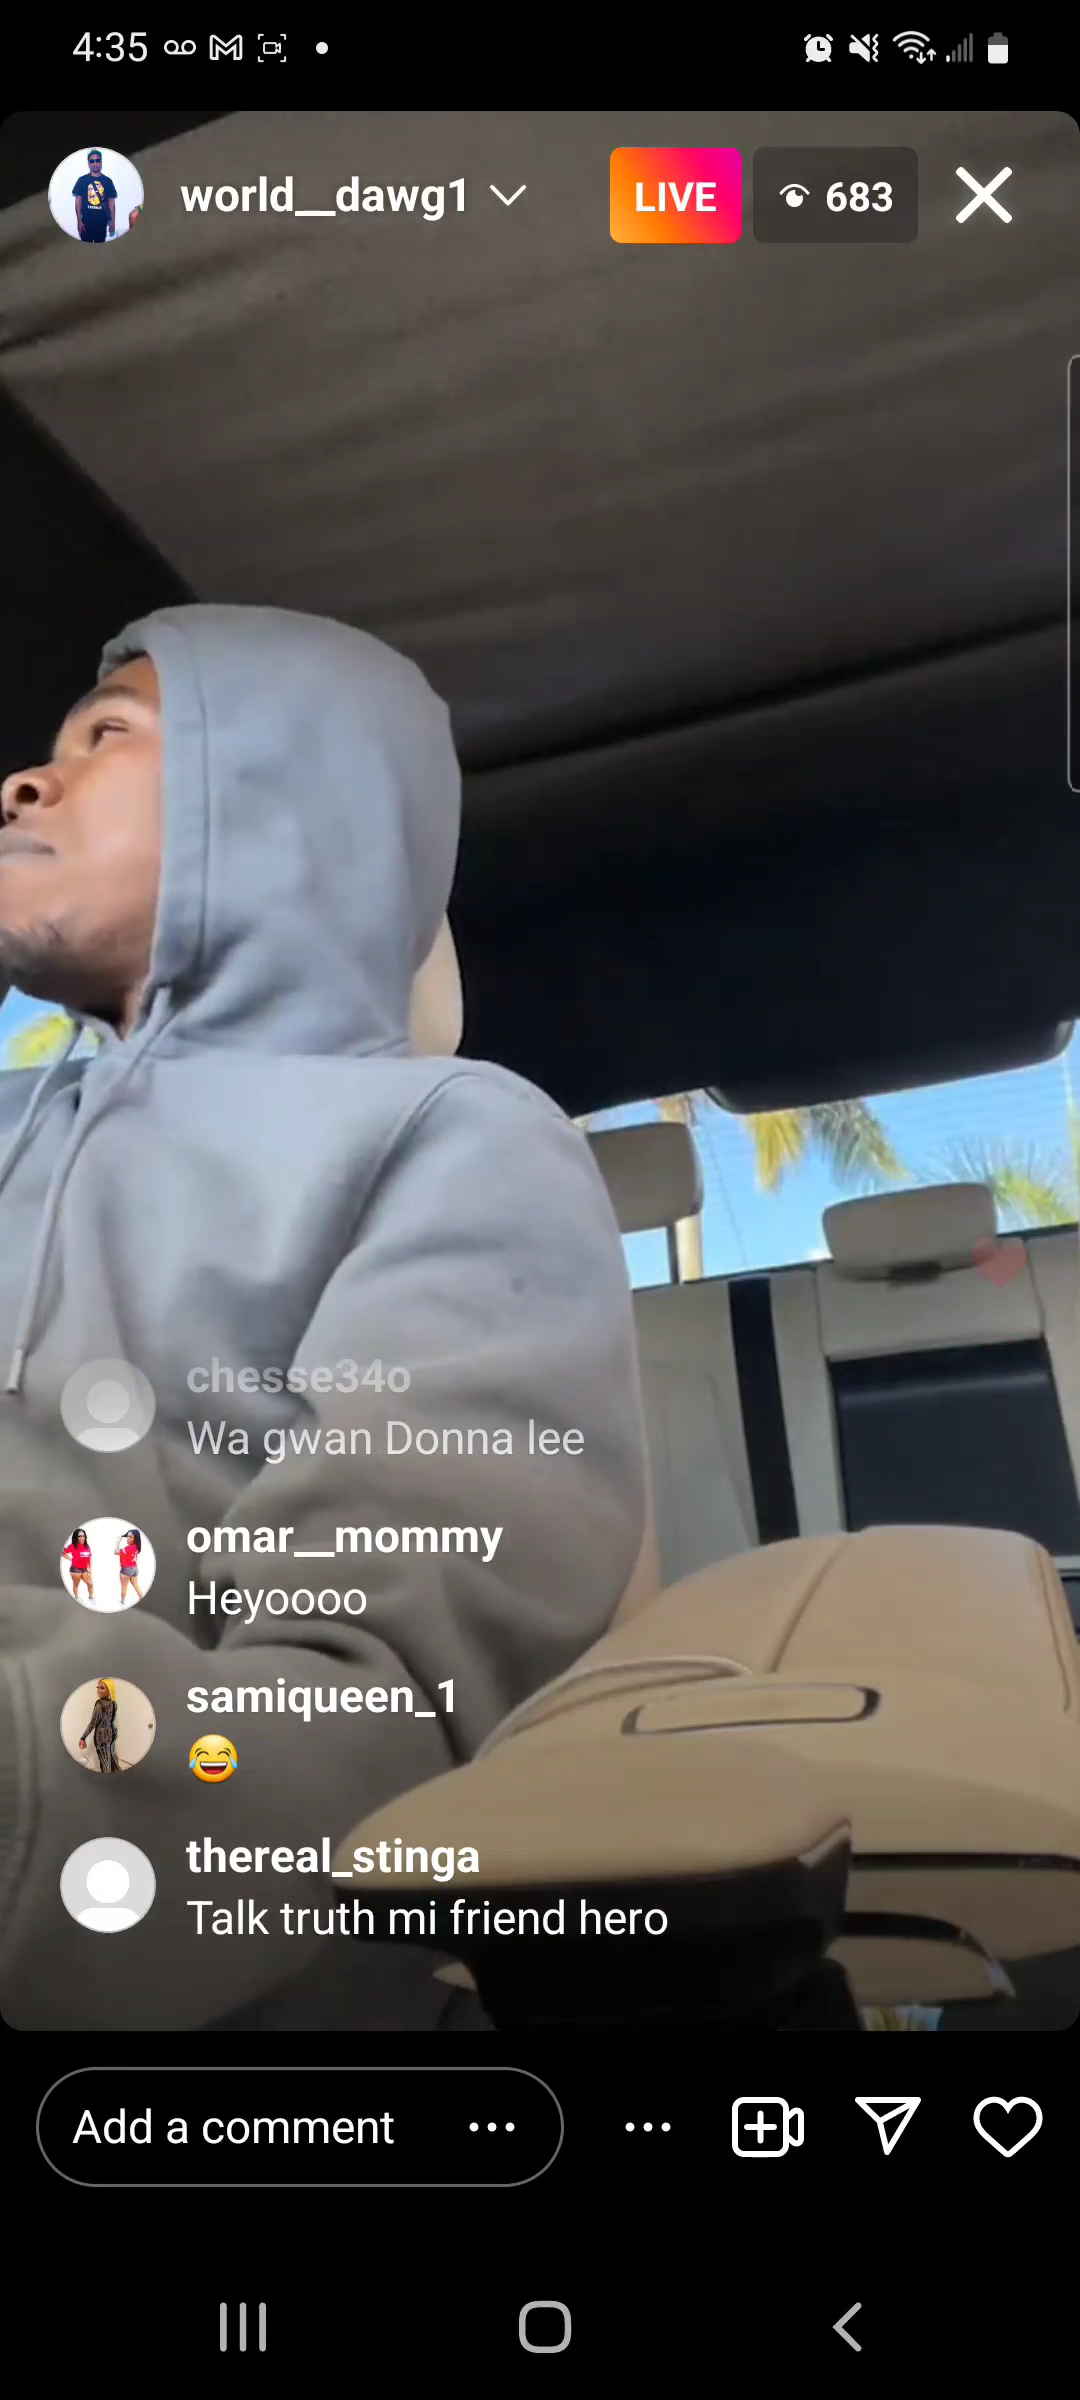 4:35
world__dawg1
LIVE
683
chesse34o
Wa gwan Donna lee
omar__mommy
Heyoooo
samiqueen_1
😂
thereal_stinga
Talk truth mi friend hero
Add a comment